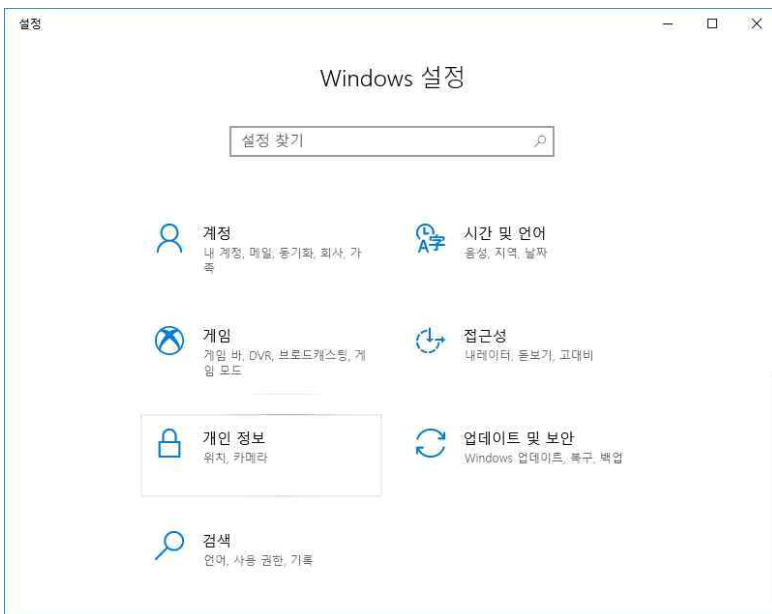 설정
Windows 설정
설정 찾기
계정
내 계정, 메일, 동기화, 회사, 가
족
시간 및 언어
음성, 지역, 날짜
게임
게임 바, DVR, 브로드캐스팅, 게
임 모드
접근성
내레이터, 돋보기, 고대비
개인 정보
위치, 카메라
업데이트 및 보안
Windows 업데이트, 복구, 백업
검색
언어, 사용 권한, 기록